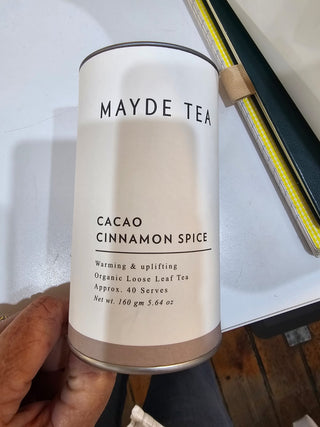 MAYDE TEA
CACAO
CINNAMON SPICE
Warming & uplifting
Organic Loose Leaf Tea
Approx. 40 Serves
Net wt. 160 gm 5.64 oz